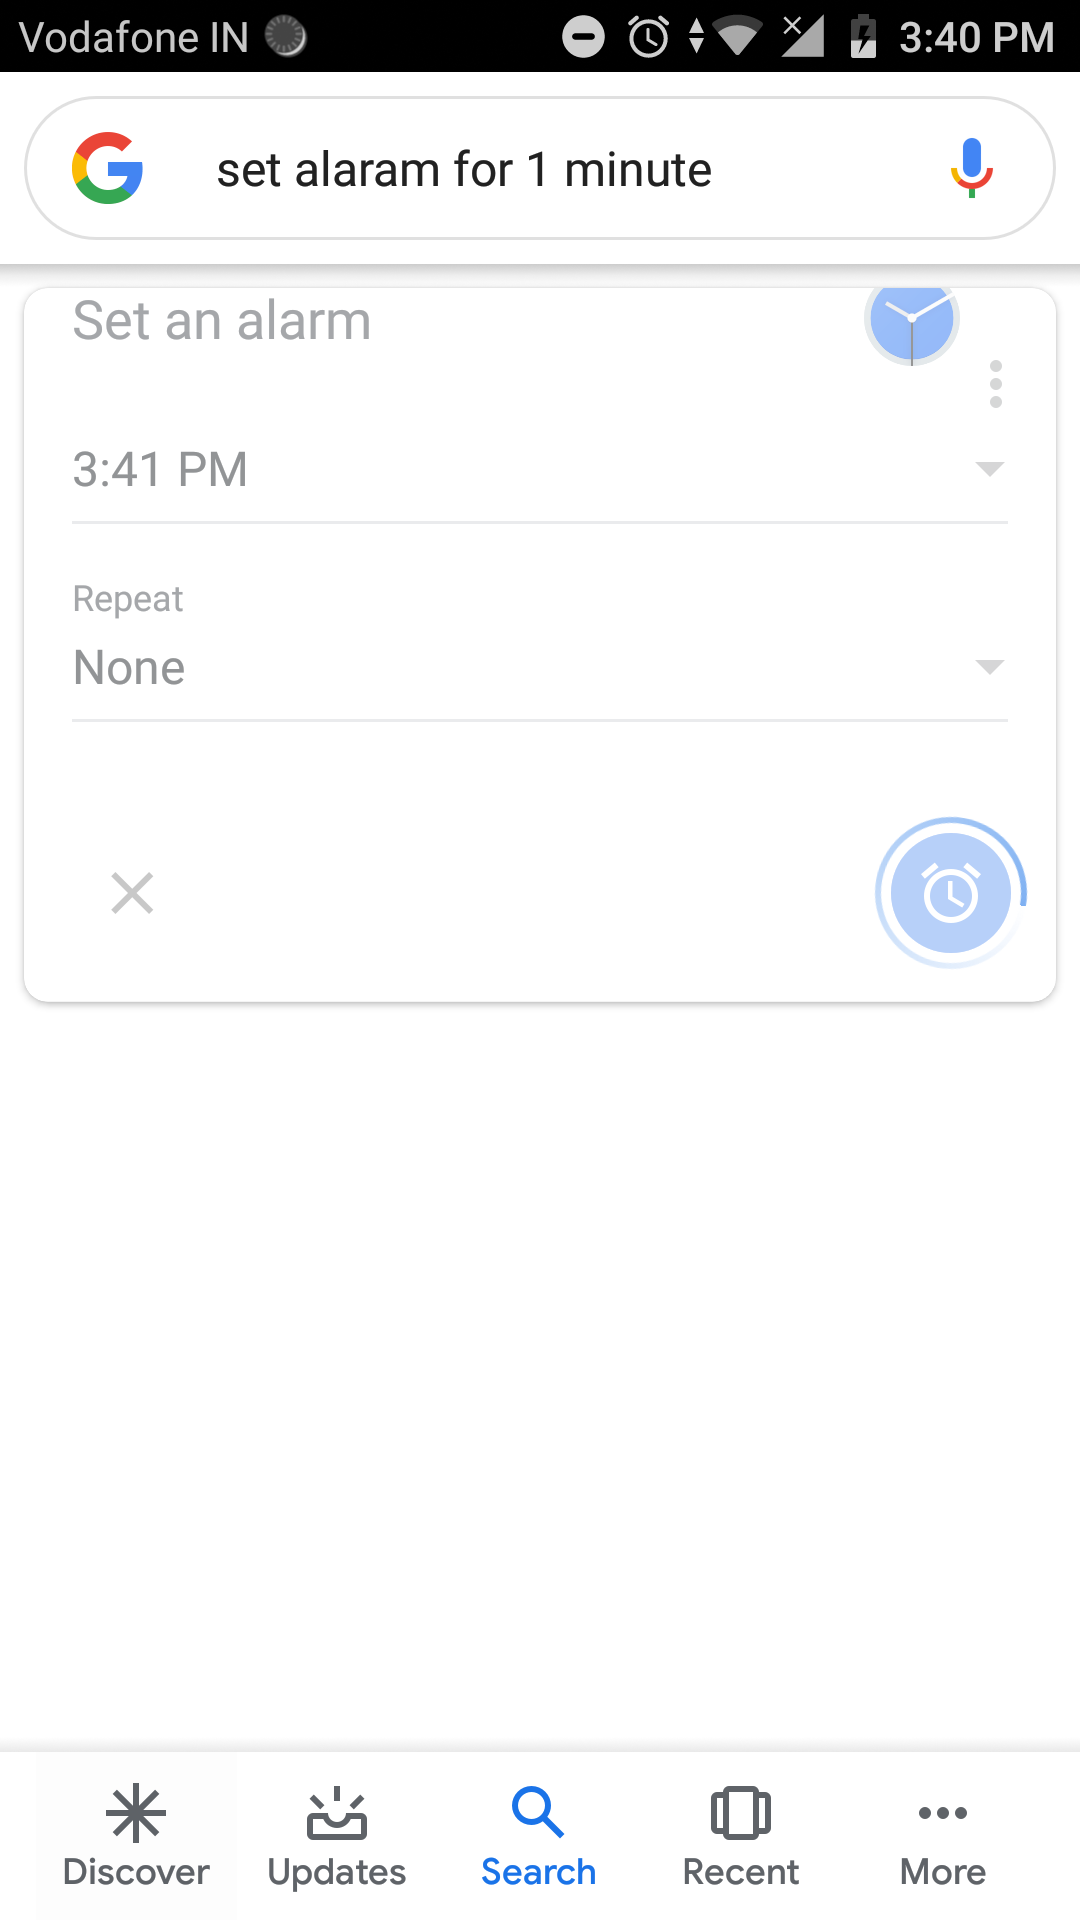 Vodafone IN 3:40 PM
set alaram for 1 minute
Set an alarm
3:41 PM
Repeat
None
Discover Updates Search Recent More